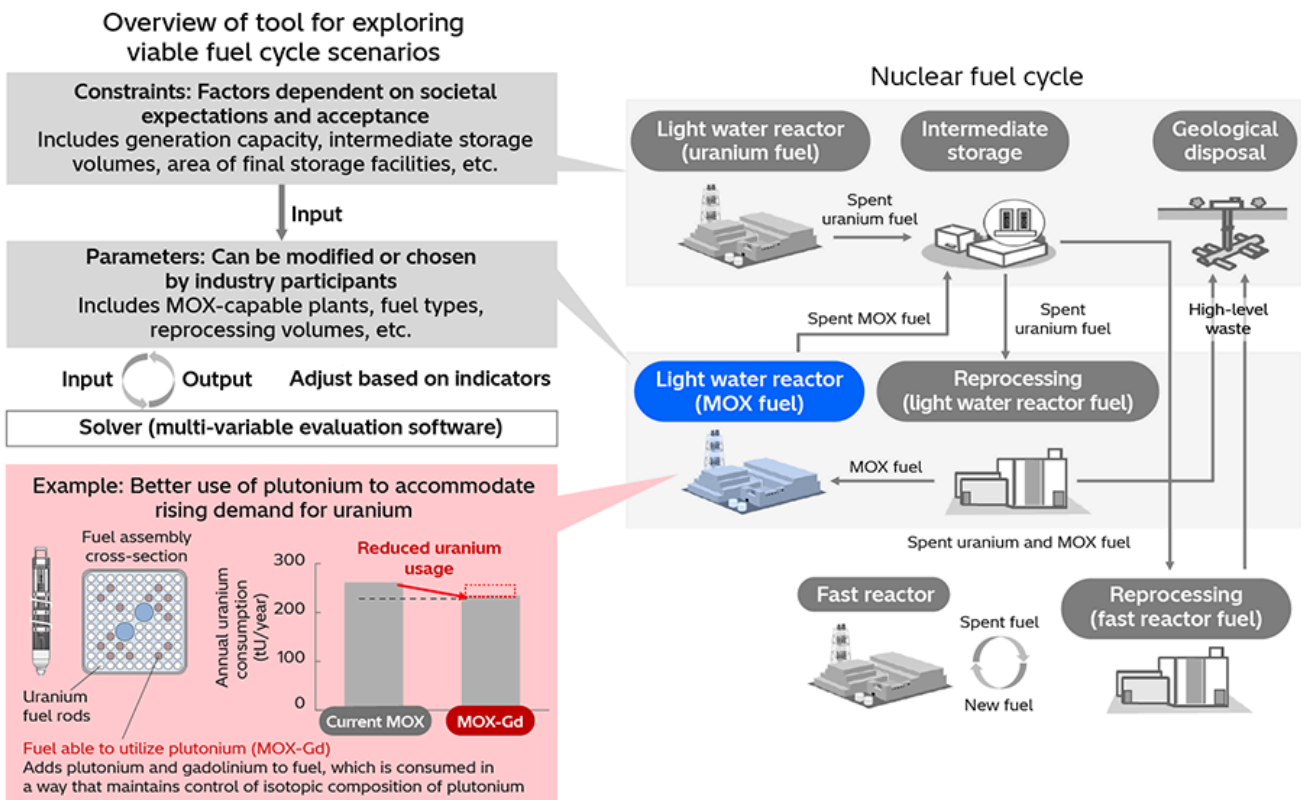 Overview of tool for exploring
viable fuel cycle scenarios
Constraints: Factors dependent on societal
expectations and acceptance
Includes generation capacity, intermediate storage
volumes, area of final storage facilities, etc.
Input
Parameters: Can be modified or chosen
by industry participants
Includes MOX-capable plants, fuel types,
reprocessing volumes, etc.
Input
Output
Adjust based on indicators
Solver (multi-variable evaluation software)
Example: Better use of plutonium to accommodate
rising demand for uranium
Fuel assembly
cross-section
Uranium
fuel rods
Annual uranium
consumption
(tU/year)
300
200
100
0
Reduced uranium
usage
Current MOX
MOX-Gd
Fuel able to utilize plutonium (MOX-Gd)
Adds plutonium and gadolinium to fuel, which is consumed in
a way that maintains control of isotopic composition of plutonium
Nuclear fuel cycle
Light water reactor
(uranium fuel)
Intermediate
storage
Geological
disposal
Spent
uranium fuel
Spent MOX fuel
Spent
uranium fuel
High-level
waste
Light water reactor
(MOX fuel)
Reprocessing
(light water reactor fuel)
MOX fuel
Spent uranium and MOX fuel
Fast reactor
Spent fuel
New fuel
Reprocessing
(fast reactor fuel)